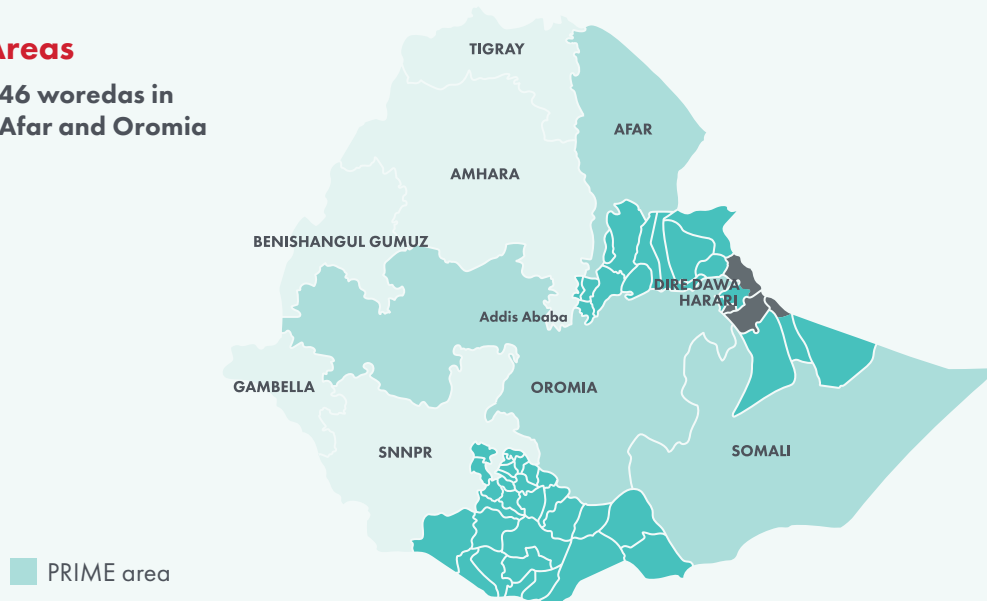 Areas
46 woredas in
Afar and Oromia
TIGRAY
AFAR
AMHARA
BENISHANGUL GUMUZ
DIRE DAWA
HARARI
Addis Ababa
GAMBELLA
OROMIA
SNNPR
SOMALI
PRIME area